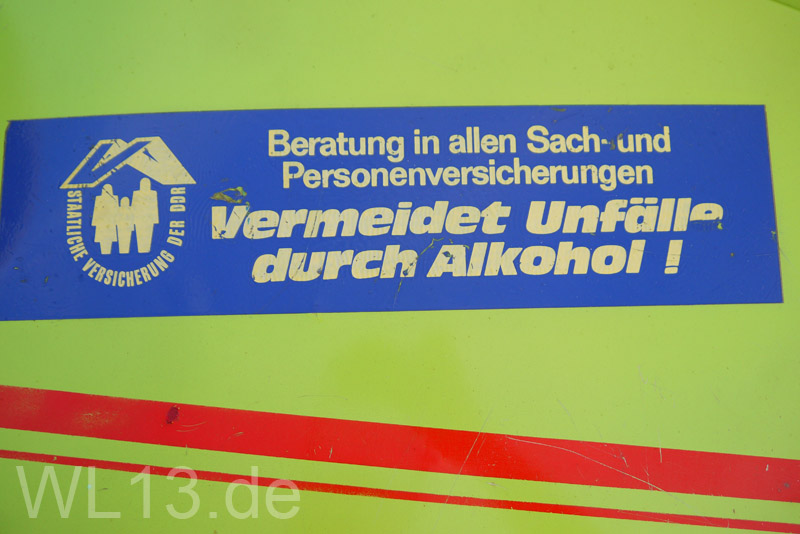 Beratung in allen Sach- und
Personenversicherungen
Vermeidet Unfälle
durch Alkohol !
STAATLICHE VERSICHERUNG DER DDR
WL13.de